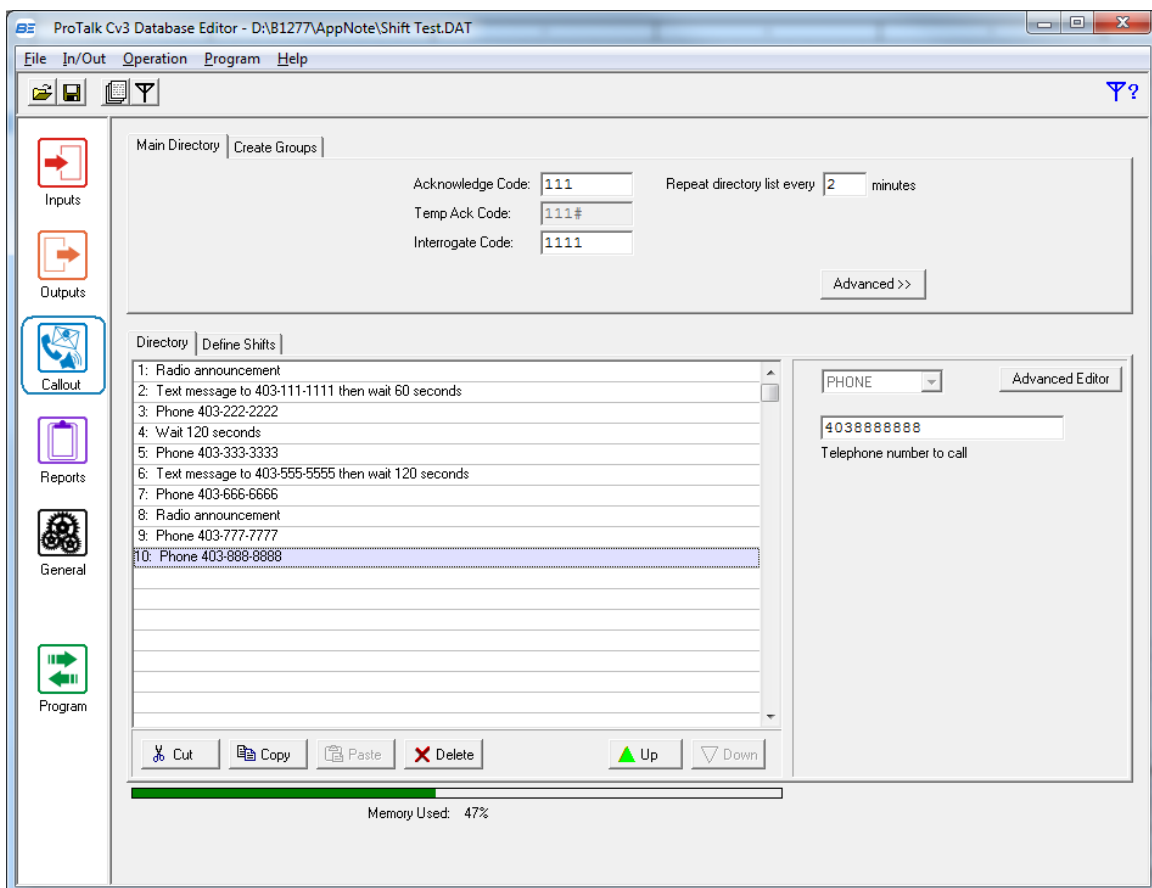 BE ProTalk Cv3 Database Editor - D:\B1277\AppNote\Shift Test.DAT
File In/Out Operation Program Help
?
Inputs
Outputs
Callout
Reports
General
Program
Main Directory Create Groups
Acknowledge Code: 111 Repeat directory list every 2 minutes
Temp Ack Code: 111#
Interrogate Code: 1111
Advanced >>
Directory Define Shifts
1: Radio announcement
2: Text message to 403-111-1111 then wait 60 seconds
3: Phone 403-222-2222
4: Wait 120 seconds
5: Phone 403-333-3333
6: Text message to 403-555-5555 then wait 120 seconds
7: Phone 403-666-6666
8: Radio announcement
9: Phone 403-777-7777
10: Phone 403-888-8888
PHONE Advanced Editor
4038888888
Telephone number to call
Cut Copy Paste Delete Up Down
Memory Used: 47%